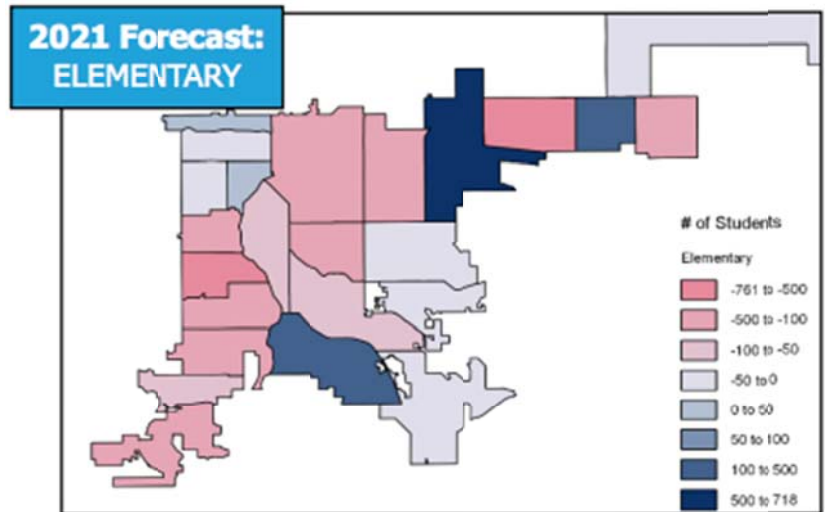 2021 Forecast:
ELEMENTARY
# of Students
Elementary
-761 to -500
-500 to -100
-100 to -50
-50 to 0
0 to 50
50 to 100
100 to 500
500 to 718